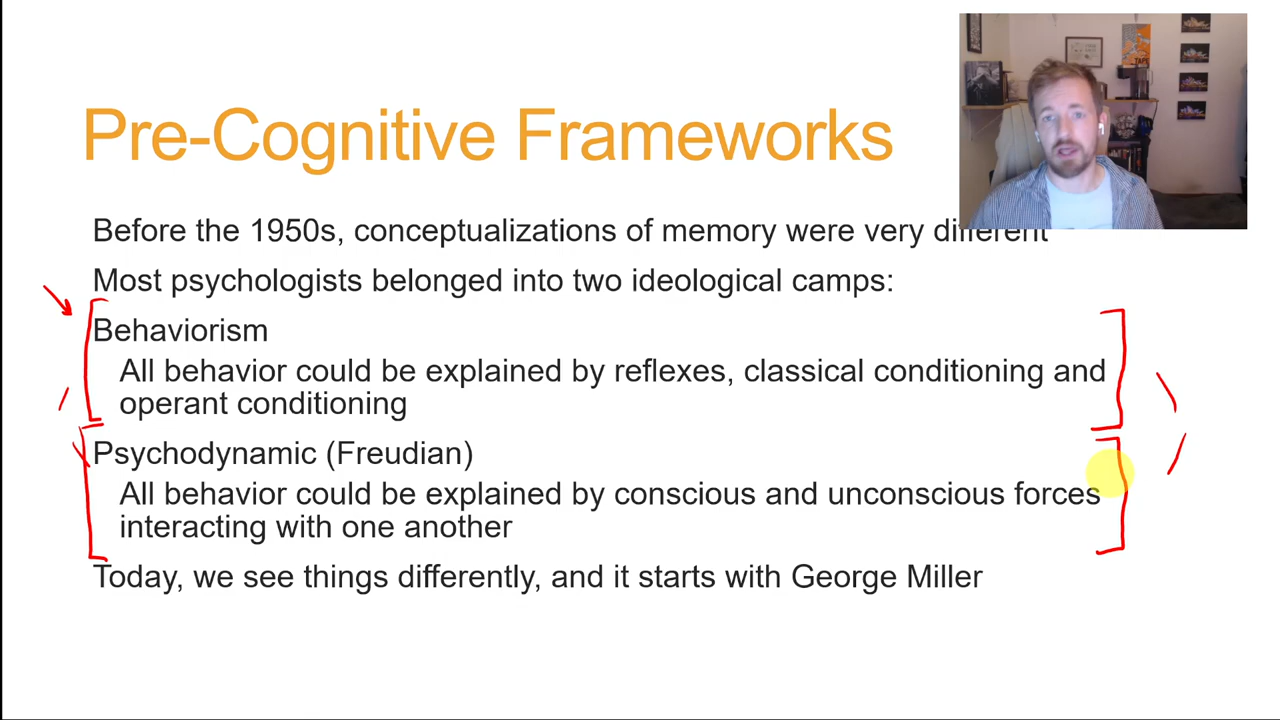 Pre-Cognitive Frameworks
Before the 1950s, conceptualizations of memory were very different
Most psychologists belonged into two ideological camps:
Behaviorism
All behavior could be explained by reflexes, classical conditioning and
operant conditioning
Psychodynamic (Freudian)
All behavior could be explained by conscious and unconscious forces
interacting with one another
Today, we see things differently, and it starts with George Miller